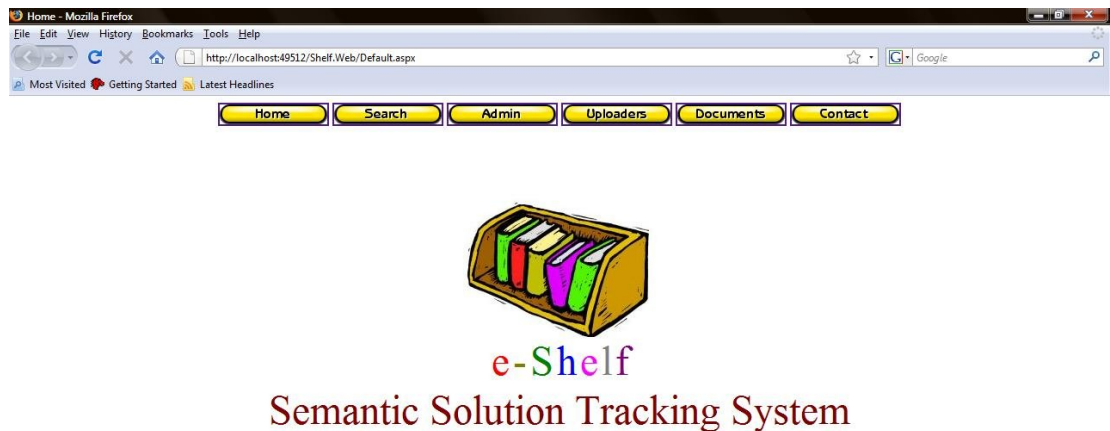 Home - Mozilla Firefox
File Edit View History Bookmarks Tools Help
http://localhost:49512/Shelf.Web/Default.aspx G Google
Most Visited Getting Started Latest Headlines
Home Search Admin Uploaders Documents Contact
e-Shelf
Semantic Solution Tracking System